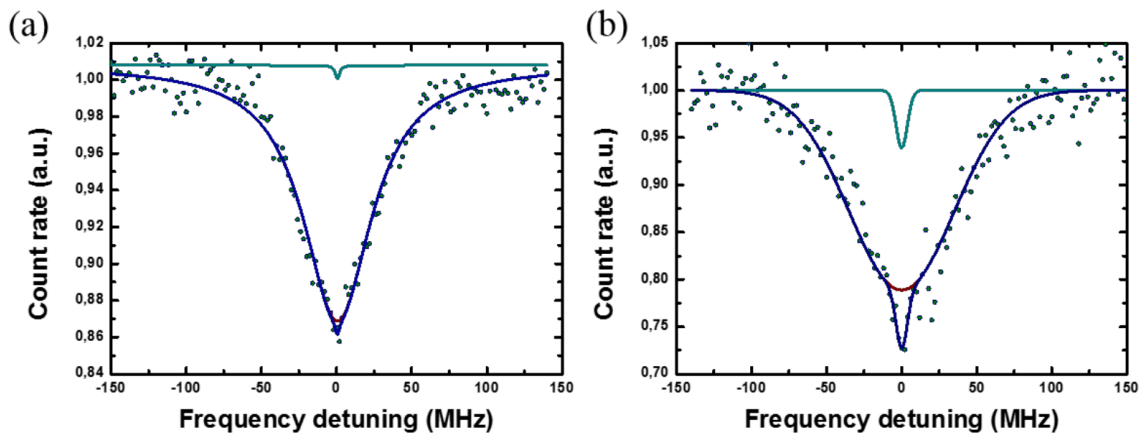 (a)
1,02
1,00
0,98
0,96
0,94
0,92
0,90
0,88
0,86
0,84
Count rate (a.u.)
-150 -100 -50 0 50 100 150
Frequency detuning (MHz)
(b)
1,05
1,00
0,95
0,90
0,85
0,80
0,75
0,70
Count rate (a.u.)
-150 -100 -50 0 50 100 150
Frequency detuning (MHz)